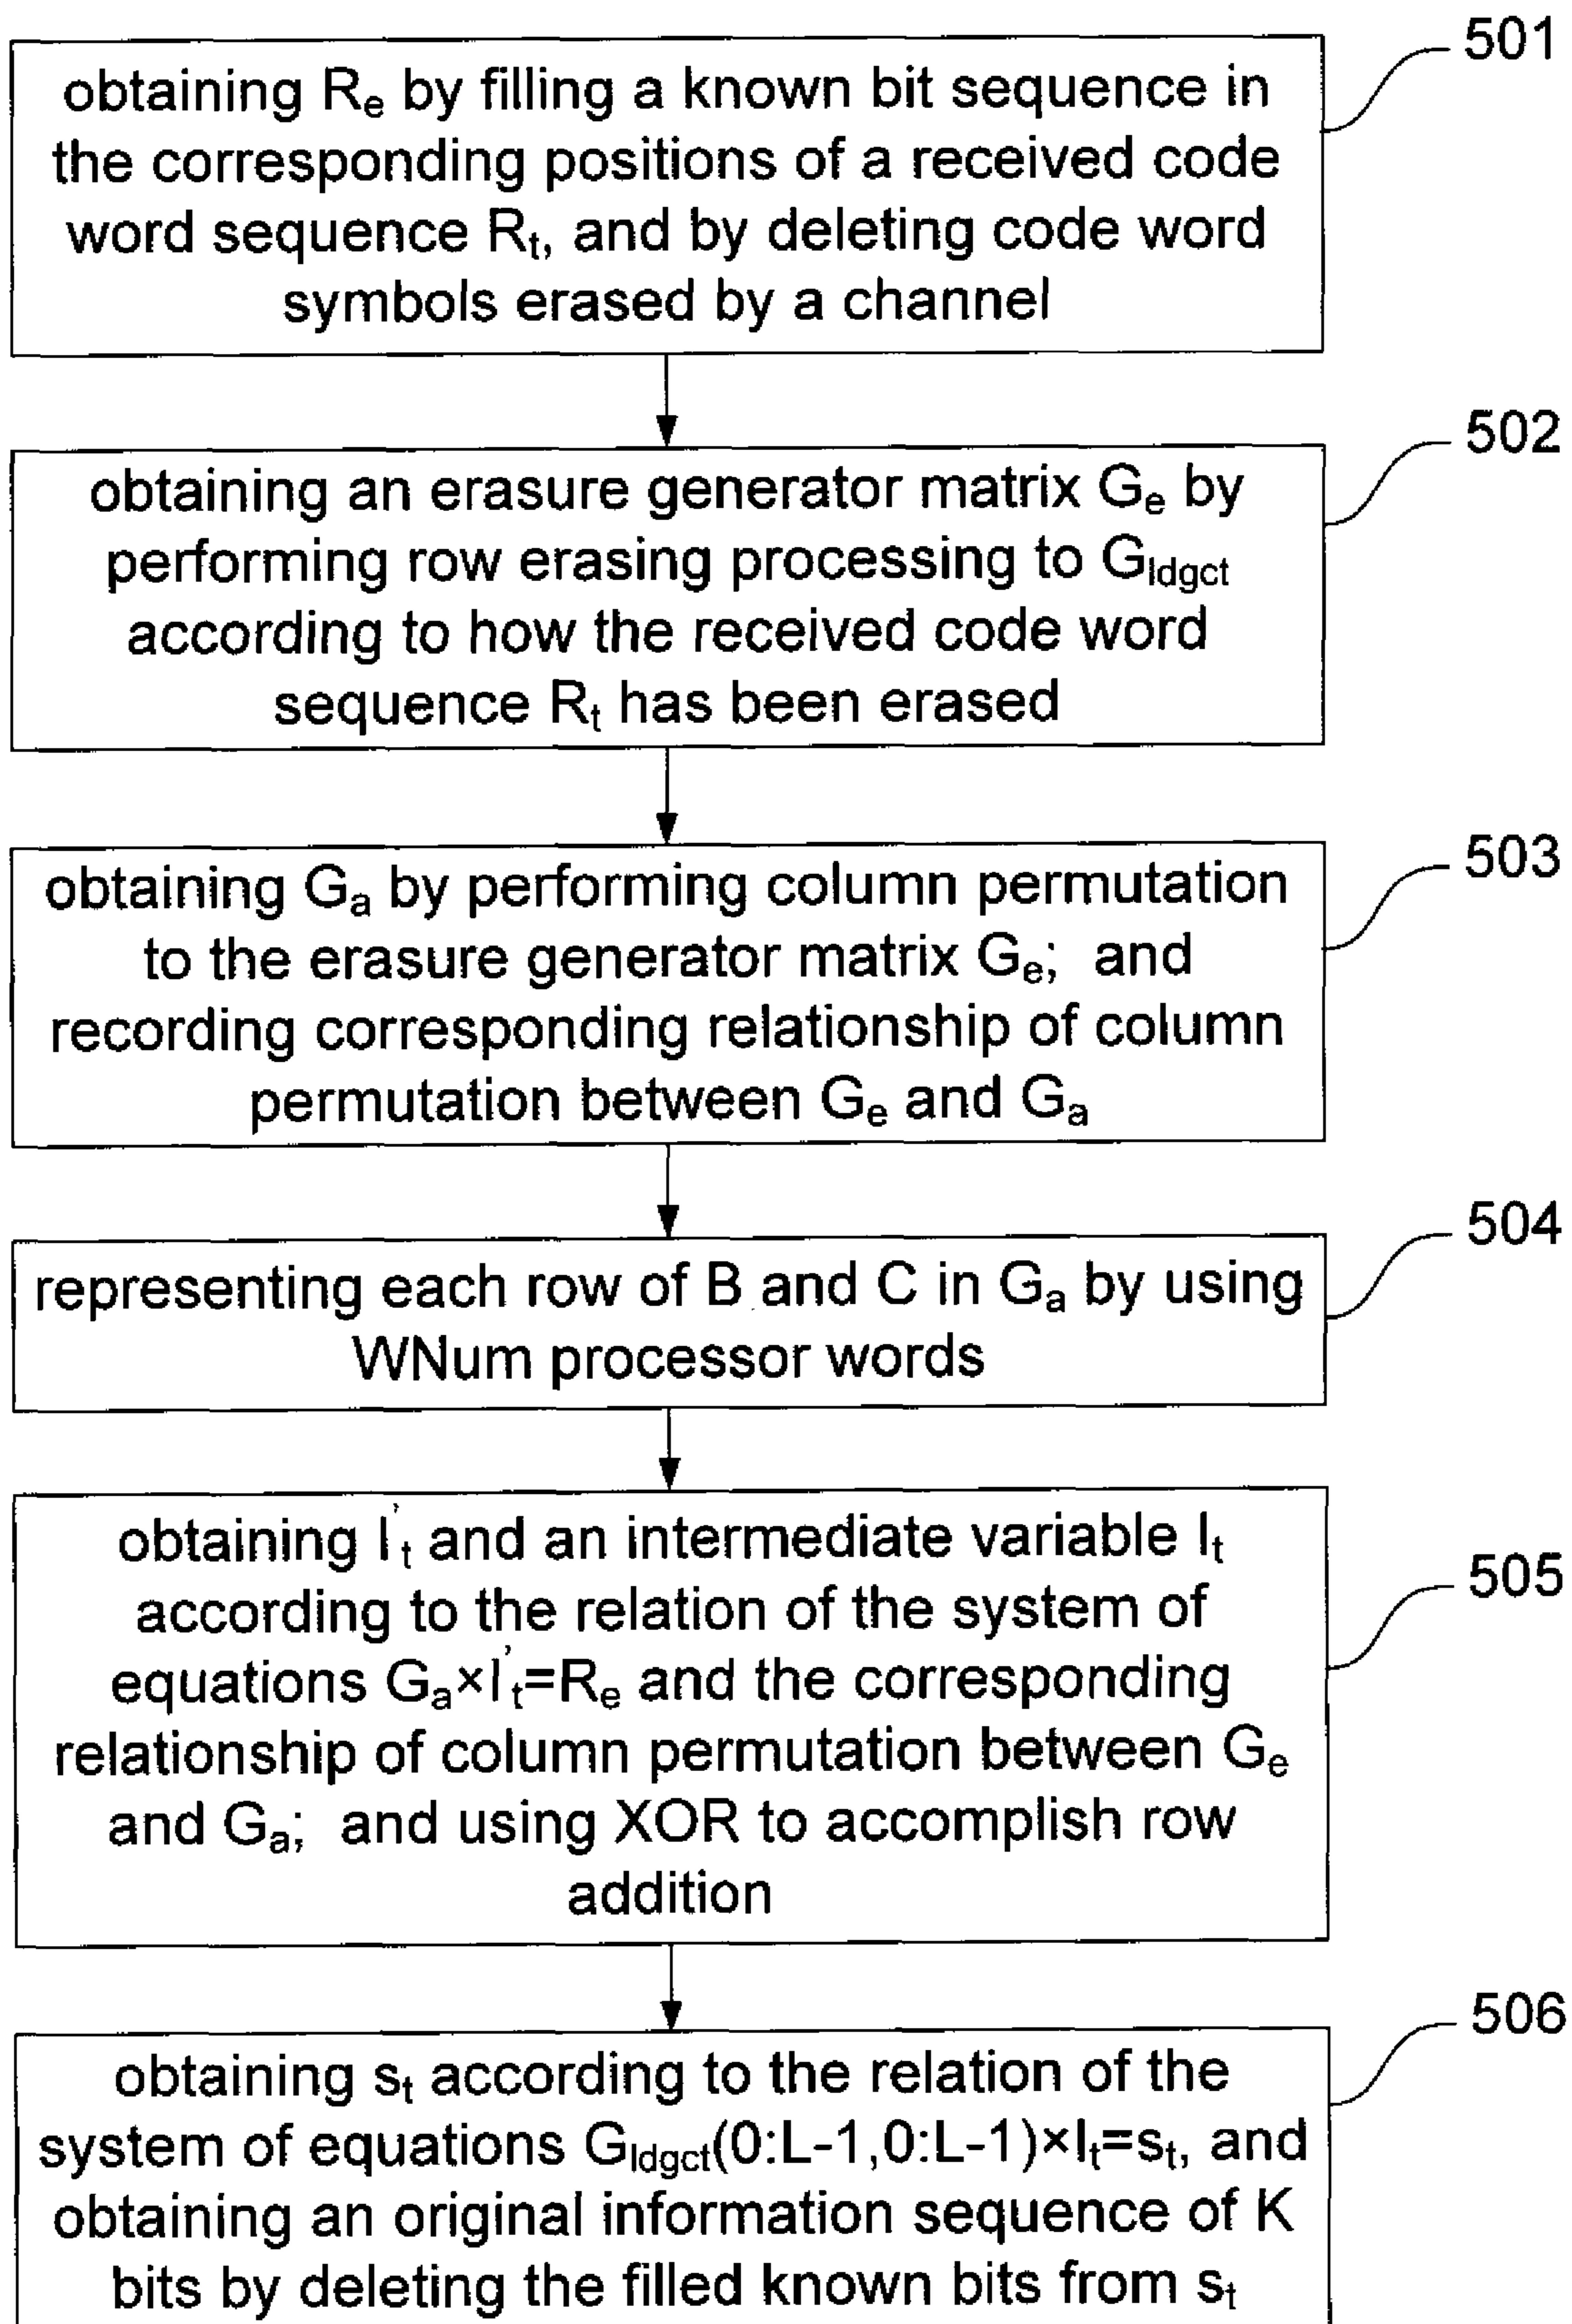 501
obtaining Re by filling a known bit sequence in
the corresponding positions of a received code
word sequence Rt, and by deleting code word
symbols erased by a channel
502
obtaining an erasure generator matrix Ge by
performing row erasing processing to Gldgct
according to how the received code word
sequence Rt has been erased
503
obtaining Ga by performing column permutation
to the erasure generator matrix Ge; and
recording corresponding relationship of column
permutation between Ge and Ga
504
representing each row of B and C in Ga by using
WNum processor words
505
obtaining I't and an intermediate variable It
according to the relation of the system of
equations Ga×I't=Re and the corresponding
relationship of column permutation between Ge
and Ga; and using XOR to accomplish row
addition
506
obtaining st according to the relation of the
system of equations Gldgct(0:L-1,0:L-1)×It=st, and
obtaining an original information sequence of K
bits by deleting the filled known bits from st